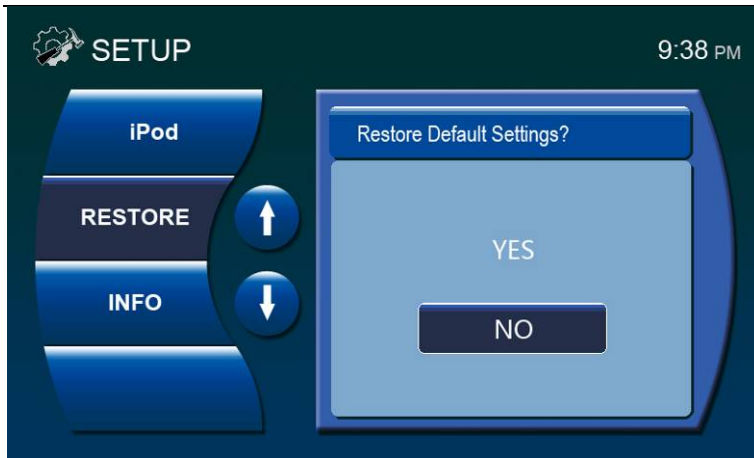 SETUP
9:38 PM
iPod
RESTORE
INFO
Restore Default Settings?
YES
NO